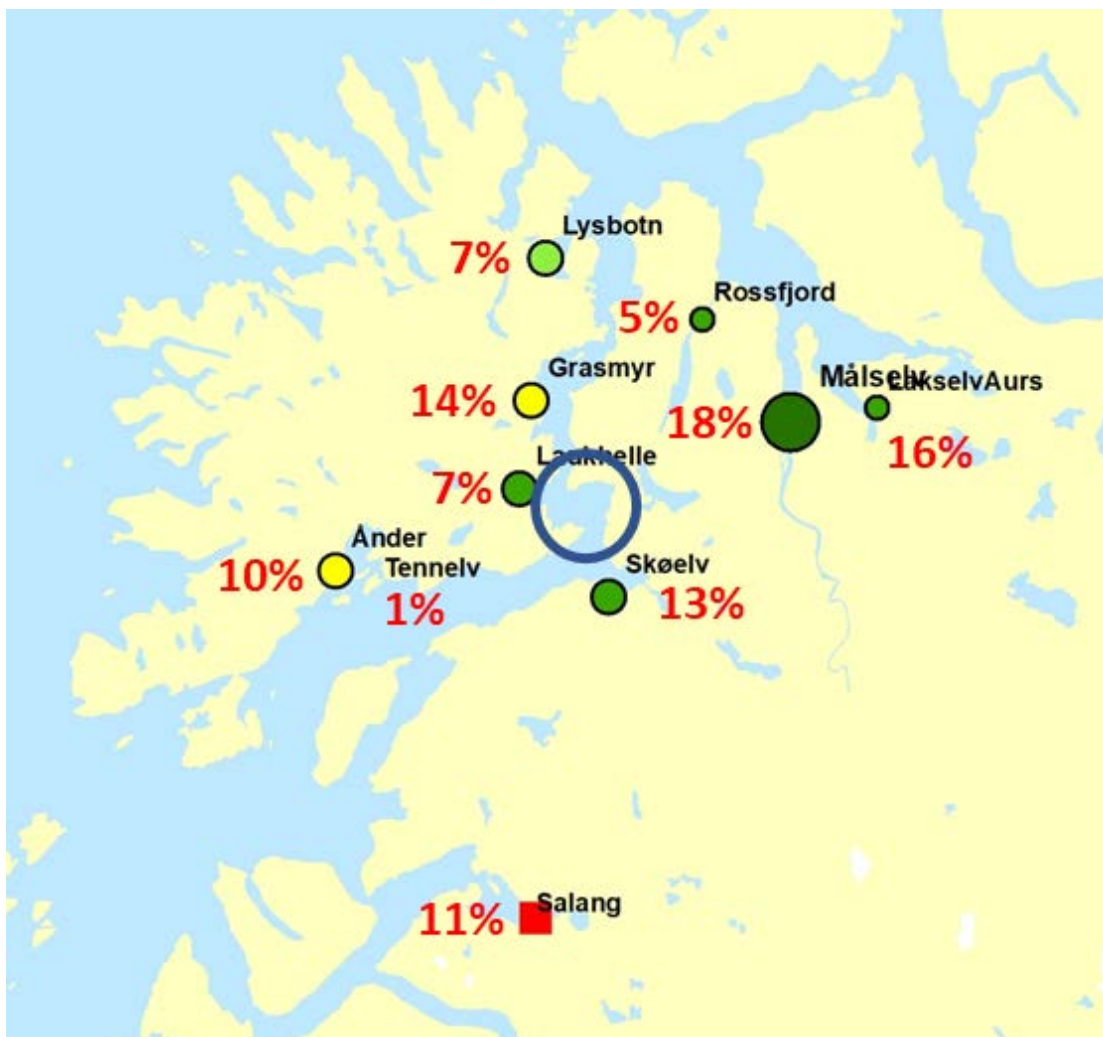 Lysbotn
7%
Rossfjord
5%
Grasmyr
14%
Målselv
18%
LakselvAurs
16%
Laukhelle
7%
Ånder
10%
Tennelv
1%
Skøelv
13%
Salang
11%